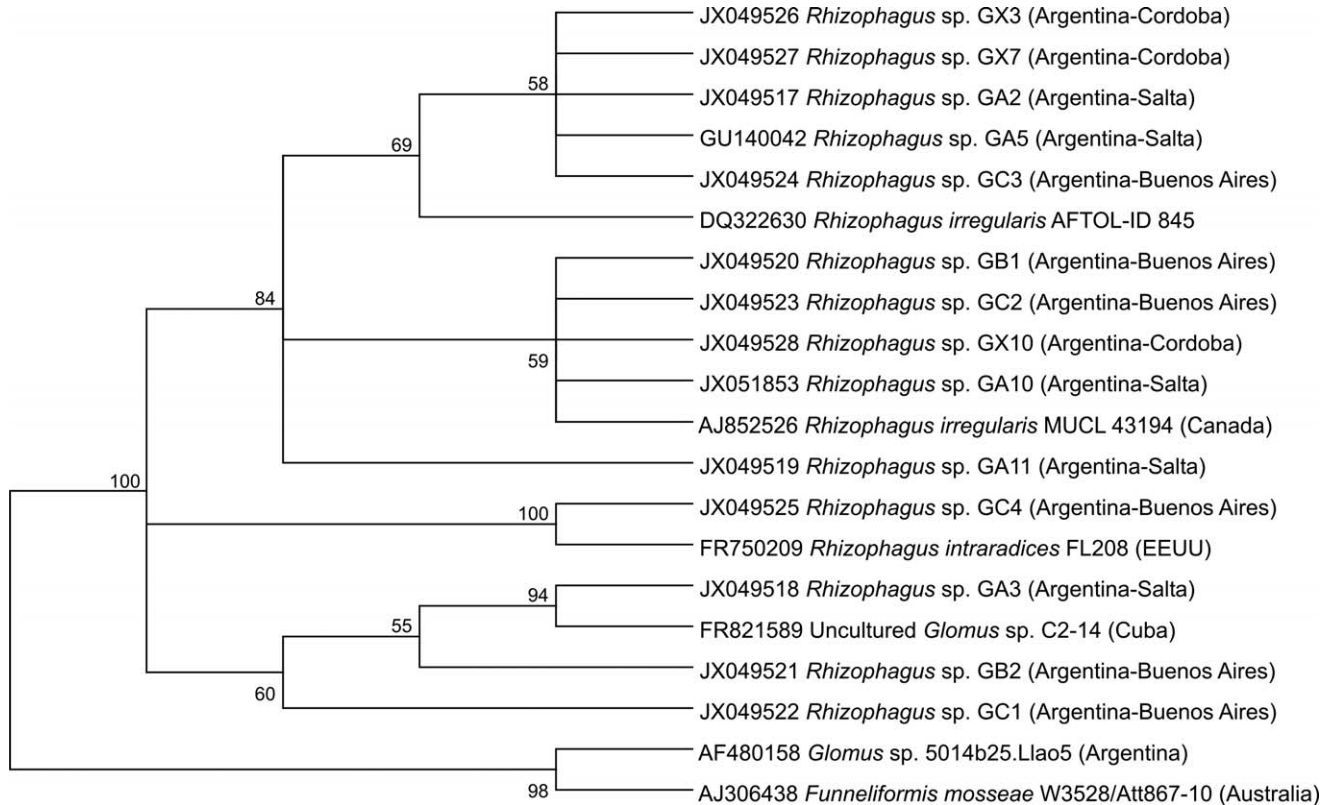 JX049526 Rhizophagus sp. GX3 (Argentina-Cordoba)
JX049527 Rhizophagus sp. GX7 (Argentina-Cordoba)
58
JX049517 Rhizophagus sp. GA2 (Argentina-Salta)
69
GU140042 Rhizophagus sp. GA5 (Argentina-Salta)
JX049524 Rhizophagus sp. GC3 (Argentina-Buenos Aires)
DQ322630 Rhizophagus irregularis AFTOL-ID 845
JX049520 Rhizophagus sp. GB1 (Argentina-Buenos Aires)
84
JX049523 Rhizophagus sp. GC2 (Argentina-Buenos Aires)
JX049528 Rhizophagus sp. GX10 (Argentina-Cordoba)
59
JX051853 Rhizophagus sp. GA10 (Argentina-Salta)
AJ852526 Rhizophagus irregularis MUCL 43194 (Canada)
JX049519 Rhizophagus sp. GA11 (Argentina-Salta)
100
JX049525 Rhizophagus sp. GC4 (Argentina-Buenos Aires)
100
FR750209 Rhizophagus intraradices FL208 (EEUU)
JX049518 Rhizophagus sp. GA3 (Argentina-Salta)
94
FR821589 Uncultured Glomus sp. C2-14 (Cuba)
55
JX049521 Rhizophagus sp. GB2 (Argentina-Buenos Aires)
60
JX049522 Rhizophagus sp. GC1 (Argentina-Buenos Aires)
AF480158 Glomus sp. 5014b25.Llao5 (Argentina)
98
AJ306438 Funneliformis mosseae W3528/Att867-10 (Australia)